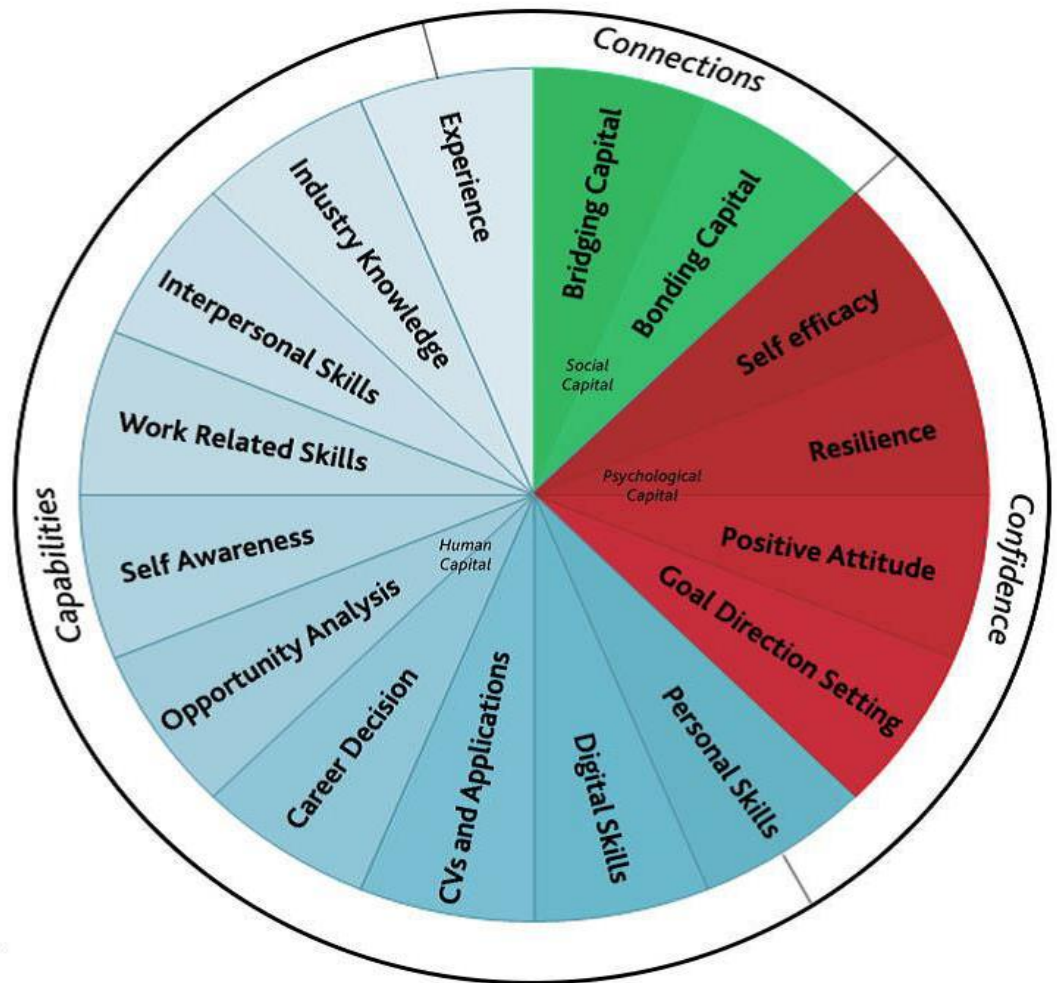 Connections
Bridging Capital
Bonding Capital
Social
Capital
Self efficacy
Resilience
Psychological
Capital
Positive Attitude
Goal Direction Setting
Confidence
Personal Skills
Digital Skills
CVs and Applications
Career Decision
Opportunity Analysis
Self Awareness
Human
Capital
Work Related Skills
Interpersonal Skills
Industry Knowledge
Experience
Capabilities